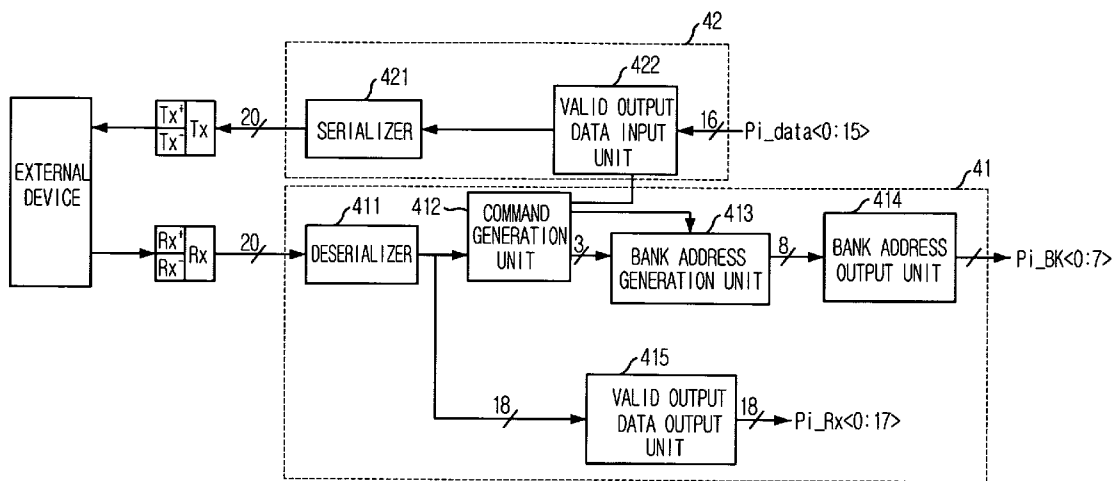 42
421
422
SERIALIZER
VALID OUTPUT
DATA INPUT
UNIT
16
Pi_data<0:15>
20
Tx+
Tx-
Tx
EXTERNAL
DEVICE
41
411
412
413
414
COMMAND
GENERATION
UNIT
DESERIALIZER
Rx+
Rx-
Rx
20
3
BANK ADDRESS
GENERATION UNIT
8
BANK ADDRESS
OUTPUT UNIT
Pi_BK<0:7>
415
VALID OUTPUT
DATA OUTPUT
UNIT
18
18
Pi_Rx<0:17>